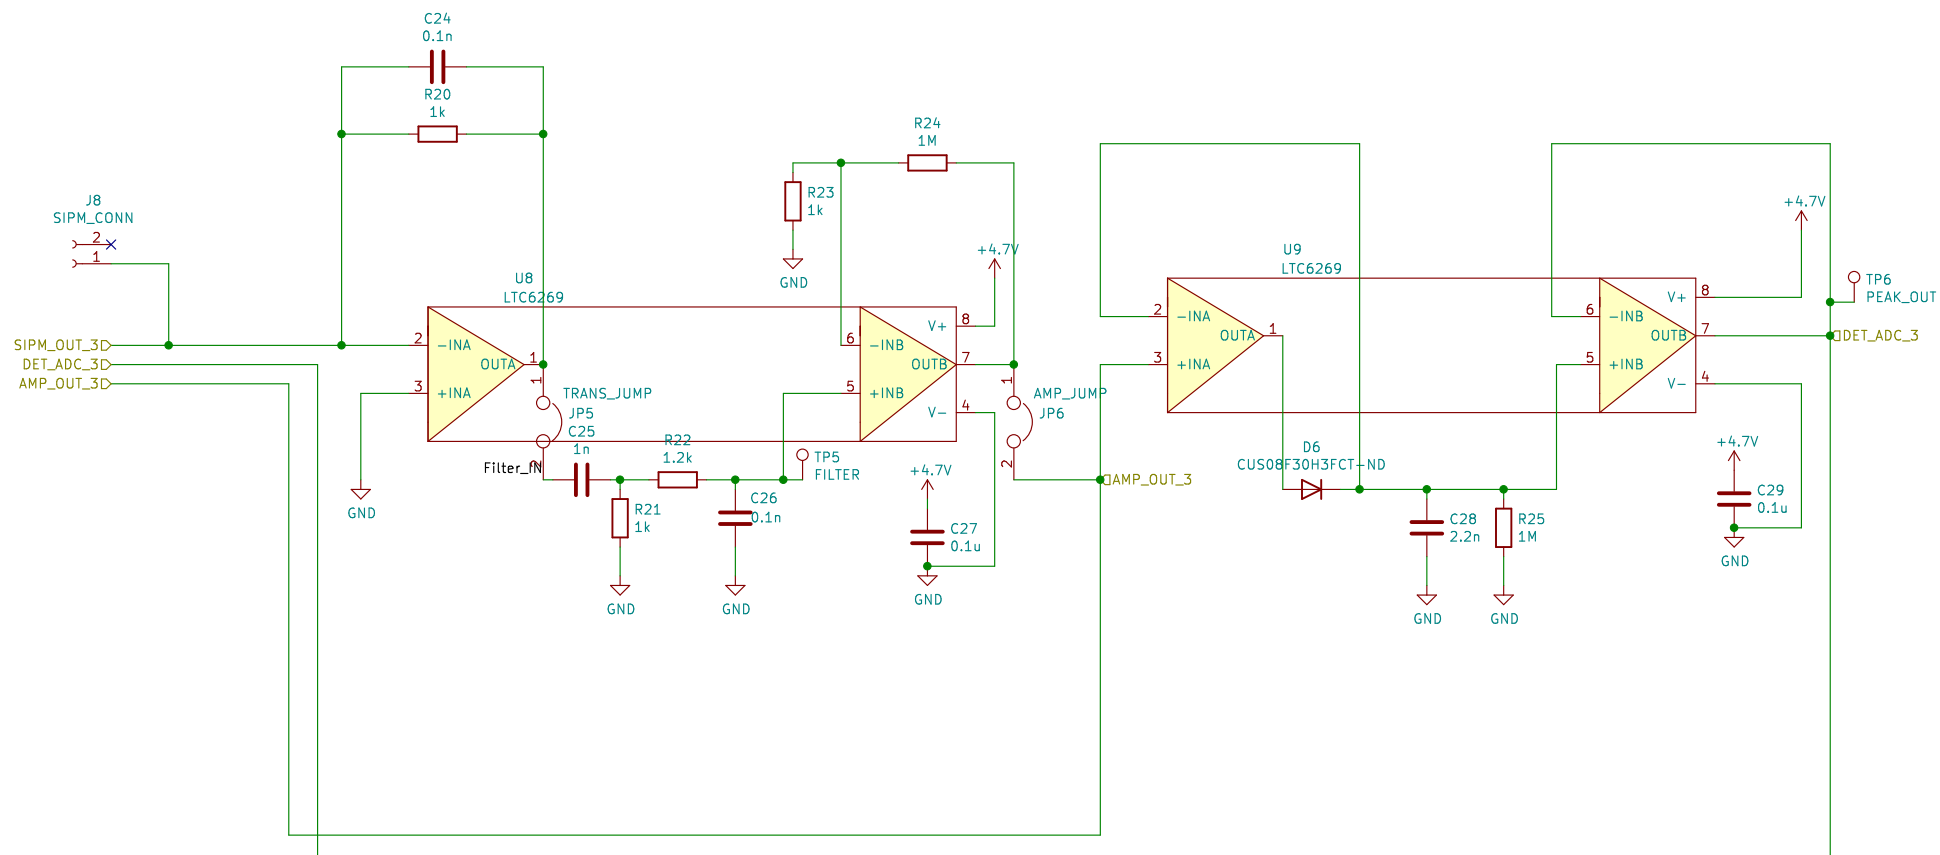 C24
0.1n
R20
1k
J8
SIPM_CONN
2
1
SIPM_OUT_3
DET_ADC_3
AMP_OUT_3
U8
LTC6269
2
-INA
3
+INA
OUTA
1
GND
1
TRANS_JUMP
JP5
2
Filter_IN
C25
1n
R21
1k
GND
R22
1.2k
C26
0.1n
GND
TP5
FILTER
R23
1k
GND
R24
1M
6
-INB
5
+INB
V+
8
OUTB
7
V-
4
+4.7V
+4.7V
C27
0.1u
GND
1
AMP_JUMP
JP6
2
AMP_OUT_3
U9
LTC6269
2
-INA
3
+INA
OUTA
1
D6
CUS08F30H3FCT-ND
C28
2.2n
GND
R25
1M
GND
6
-INB
5
+INB
V+
8
OUTB
7
V-
4
+4.7V
TP6
PEAK_OUT
DET_ADC_3
+4.7V
C29
0.1u
GND